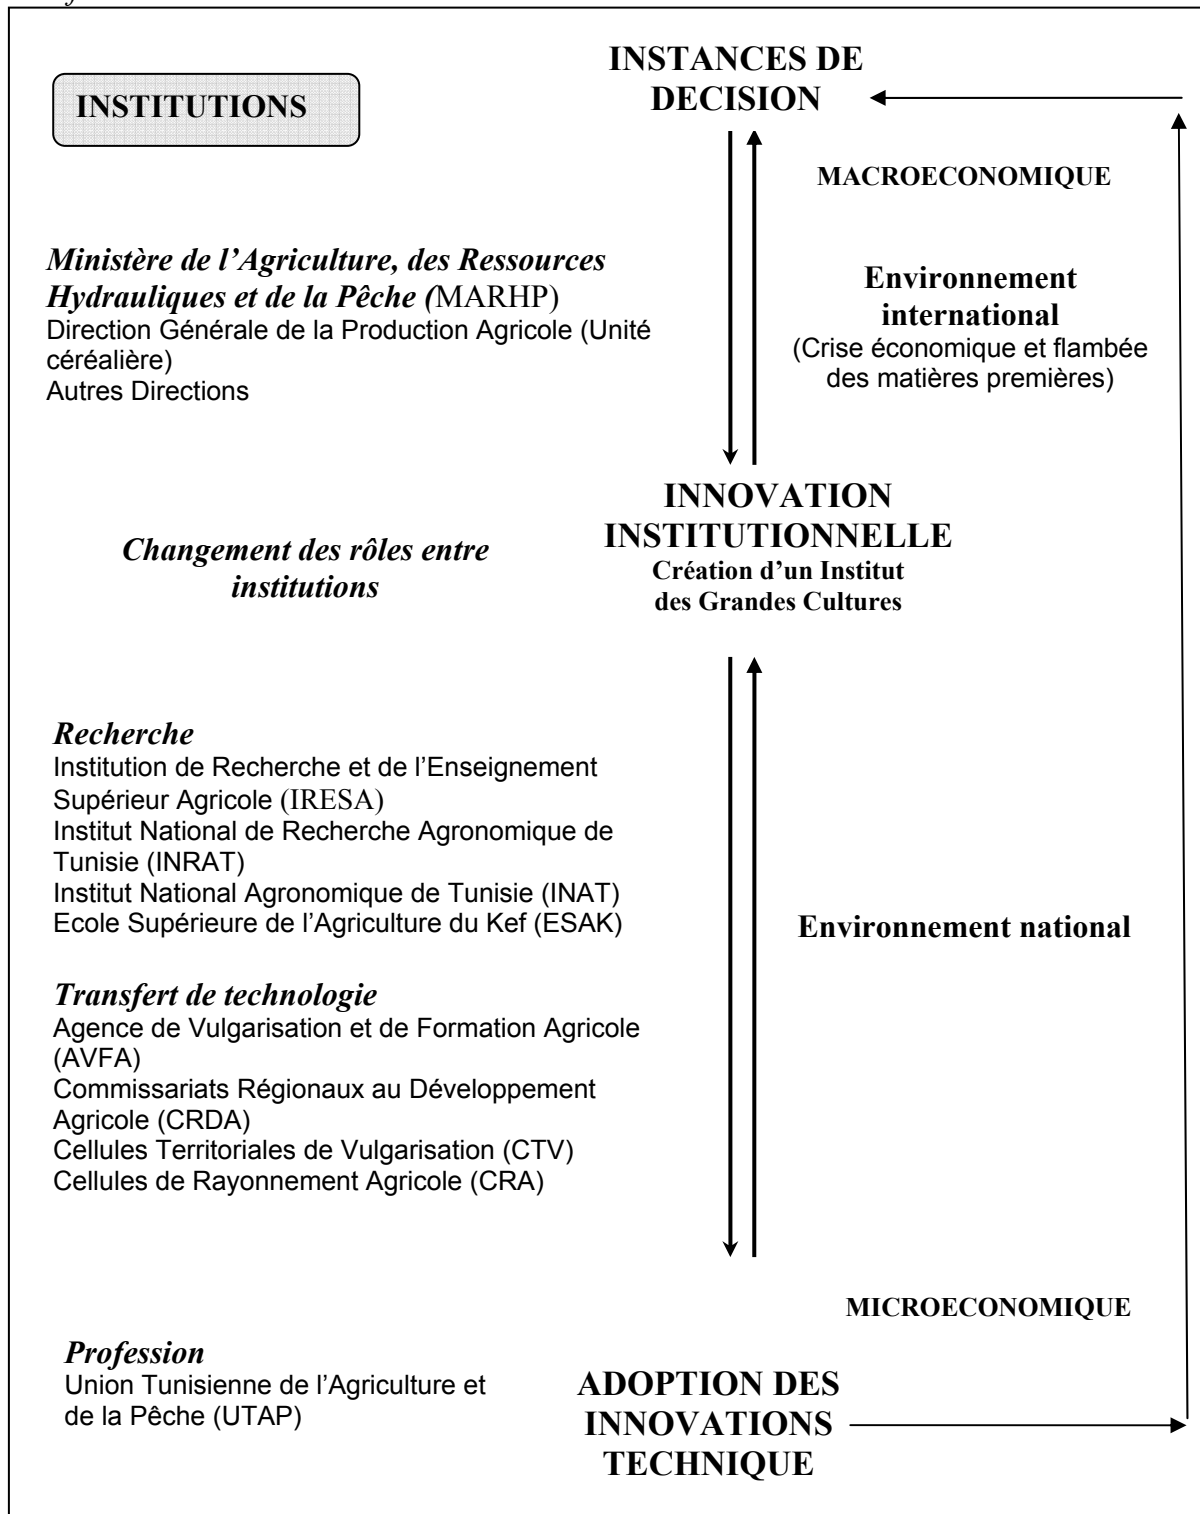 INSTANCES DE
DECISION
INSTITUTIONS
MACROECONOMIQUE
Ministère de l’Agriculture, des Ressources
Hydrauliques et de la Pêche (MARHP)
Direction Générale de la Production Agricole (Unité
céréalière)
Autres Directions
Environnement
international
(Crise économique et flambée
des matières premières)
INNOVATION
INSTITUTIONNELLE
Création d’un Institut
des Grandes Cultures
Changement des rôles entre
institutions
Recherche
Institution de Recherche et de l’Enseignement
Supérieur Agricole (IRESA)
Institut National de Recherche Agronomique de
Tunisie (INRAT)
Institut National Agronomique de Tunisie (INAT)
Ecole Supérieure de l’Agriculture du Kef (ESAK)
Environnement national
Transfert de technologie
Agence de Vulgarisation et de Formation Agricole
(AVFA)
Commissariats Régionaux au Développement
Agricole (CRDA)
Cellules Territoriales de Vulgarisation (CTV)
Cellules de Rayonnement Agricole (CRA)
MICROECONOMIQUE
Profession
Union Tunisienne de l’Agriculture et
de la Pêche (UTAP)
ADOPTION DES
INNOVATIONS
TECHNIQUE